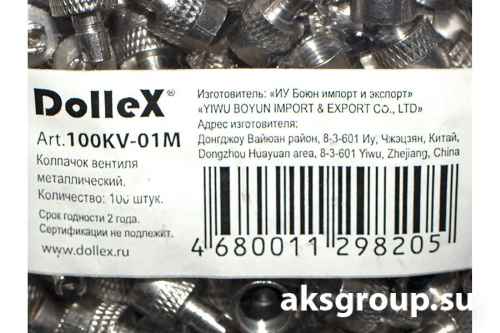 DolleX®
Art.100KV-01M
Колпачок вентиля
металлический.
Количество: 100 штук.
Срок годности 2 года.
Сертификации не подлежит.
www.dollex.ru
Изготовитель: «ИУ Боюн импорт и экспорт»
«YIWU BOYUN IMPORT & EXPORT CO., LTD»
Адрес изготовителя:
Донгджоу Вайюан район, 8-3-601 Иу, Чжэцзян, Китай,
Dongzhou Huayuan area, 8-3-601 Yiwu, Zhejiang, China
4 680011 298205
aksgroup.su